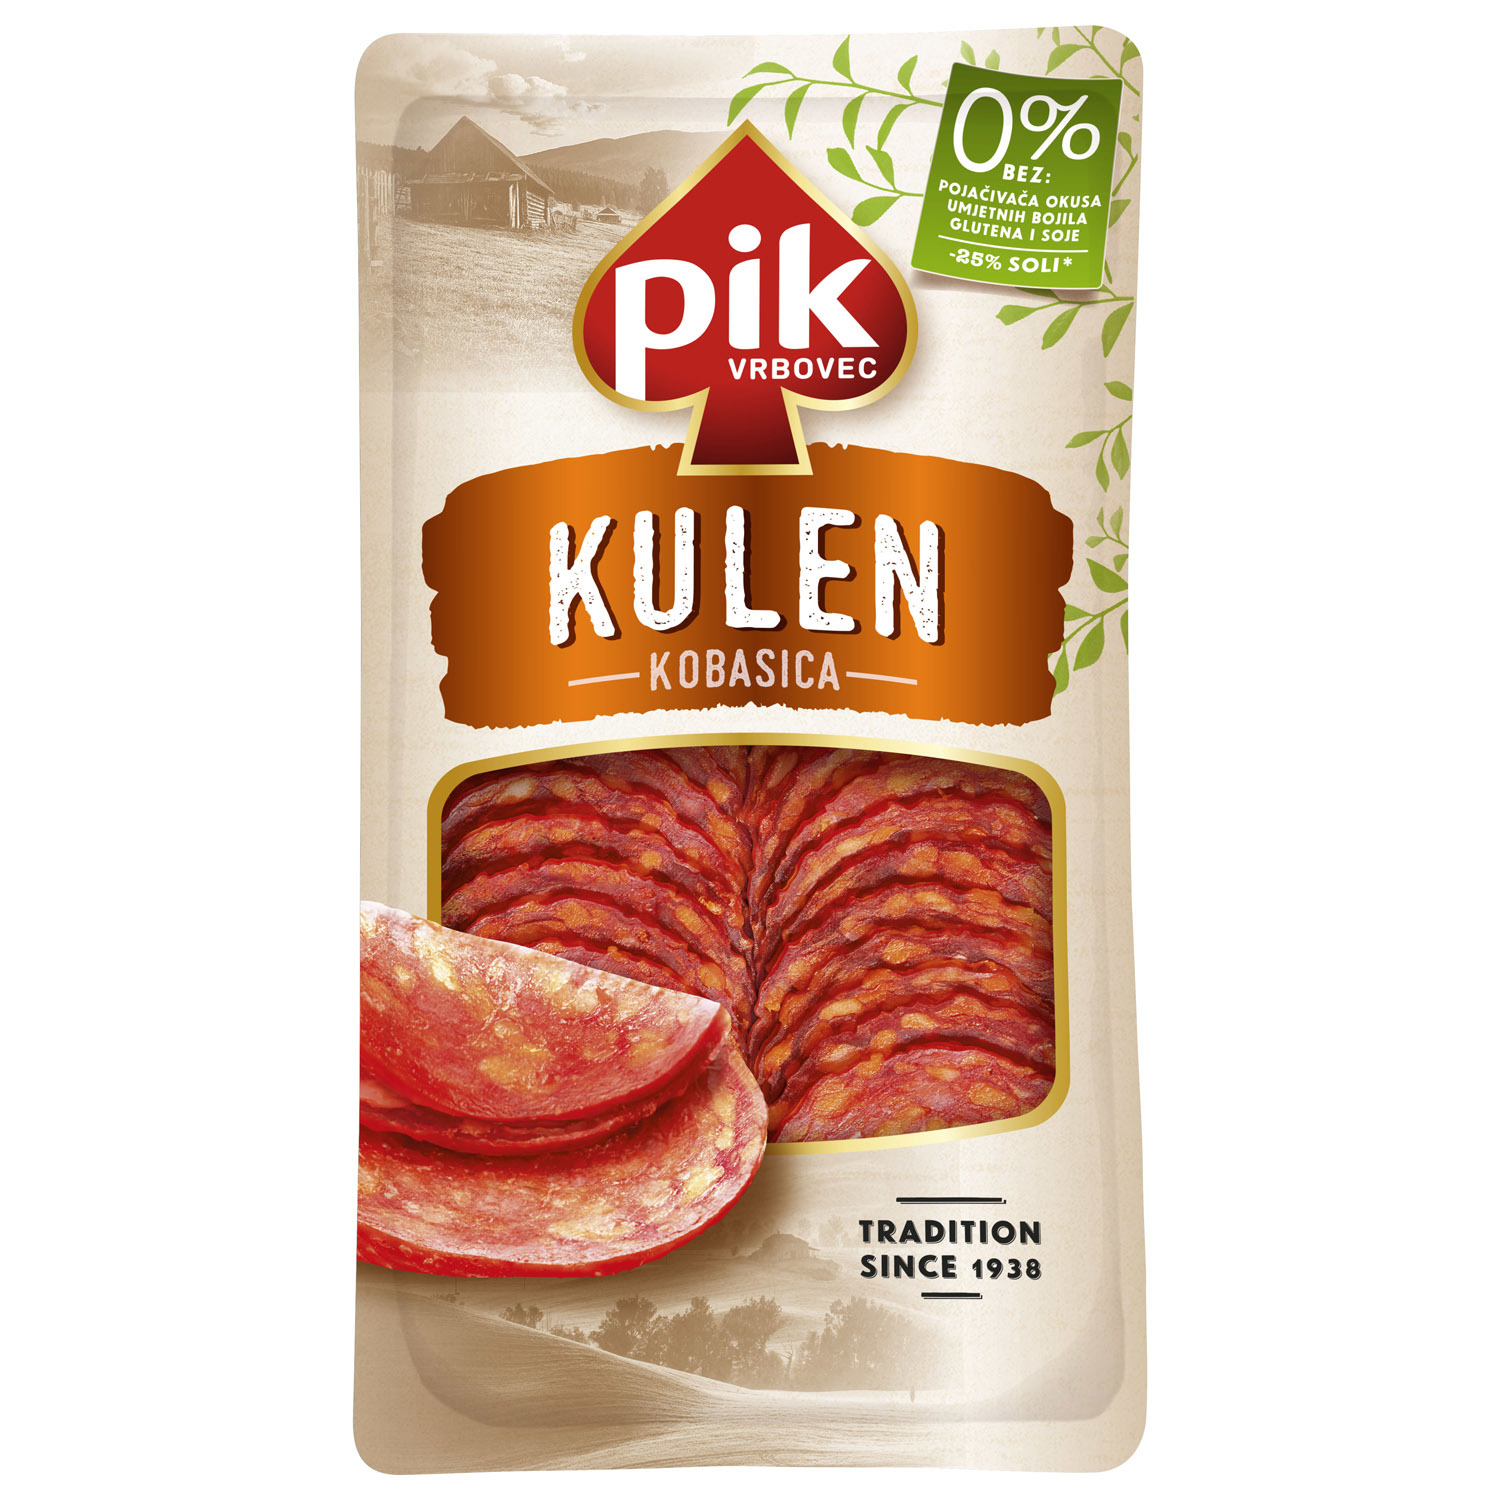 0%
BEZ:
POJAČIVAČA OKUSA
UMJETNIH BOJILA
GLUTENA I SOJE
-25% SOLI*
pik
VRBOVEC
KULEN
KOBASICA
TRADITION
SINCE 1938